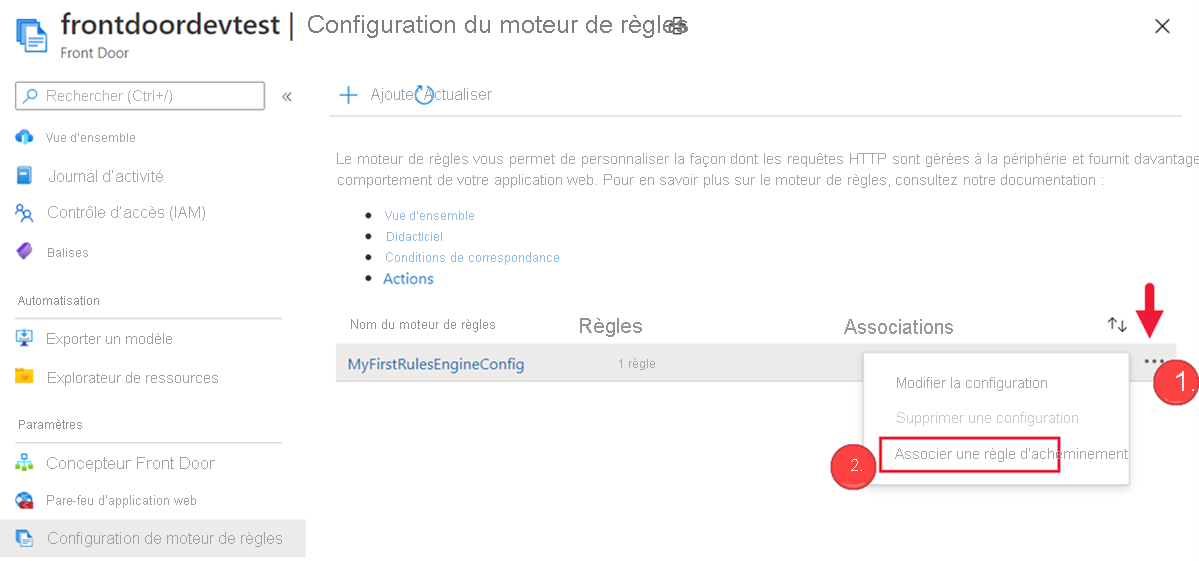 frontdoordevtest | Configuration du moteur de règles
Front Door
Rechercher (Ctrl+/)
«
Ajouter Actualiser
Vue d'ensemble
Journal d'activité
Contrôle d'accès (IAM)
Balises
Automatisation
Exporter un modèle
Explorateur de ressources
Paramètres
Concepteur Front Door
Pare-feu d'application web
Configuration de moteur de règles
Le moteur de règles vous permet de personnaliser la façon dont les requêtes HTTP sont gérées à la périphérie et fournit davantage
comportement de votre application web. Pour en savoir plus sur le moteur de règles, consultez notre documentation :
• Vue d'ensemble
• Didacticiel
• Conditions de correspondance
• Actions
Nom du moteur de règles Règles Associations
MyFirstRulesEngineConfig 1 règle
1.
Modifier la configuration
Supprimer une configuration
2. Associer une règle d'acheminement